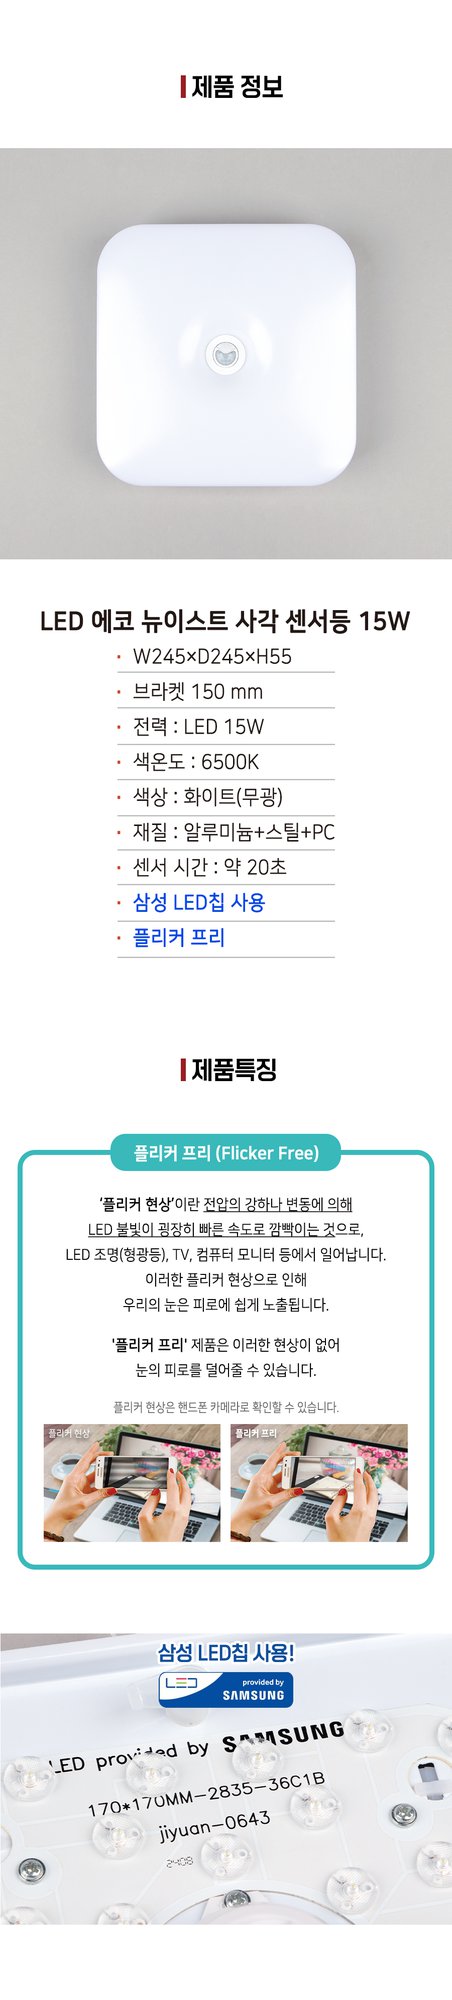 제품 정보
LED 에코 뉴이스트 사각 센서등 15W
· W245×D245×H55
· 브라켓 150 mm
· 전력 : LED 15W
· 색온도 : 6500K
· 색상 : 화이트(무광)
· 재질 : 알루미늄+스틸+PC
· 센서 시간 : 약 20초
· 삼성 LED칩 사용
· 플리커 프리
제품특징
플리커 프리 (Flicker Free)
'플리커 현상'이란 전압의 강하나 변동에 의해
LED 불빛이 굉장히 빠른 속도로 깜빡이는 것으로,
LED 조명(형광등), TV, 컴퓨터 모니터 등에서 일어납니다.
이러한 플리커 현상으로 인해
우리의 눈은 피로에 쉽게 노출됩니다.
'플리커 프리' 제품은 이러한 현상이 없어
눈의 피로를 덜어줄 수 있습니다.
플리커 현상은 핸드폰 카메라로 확인할 수 있습니다.
플리커 현상
플리커 프리
삼성 LED칩 사용!
LED provided by SAMSUNG
LED provided by SAMSUNG
170*170MM-2835-36C1B
jiyuan-0643
2408